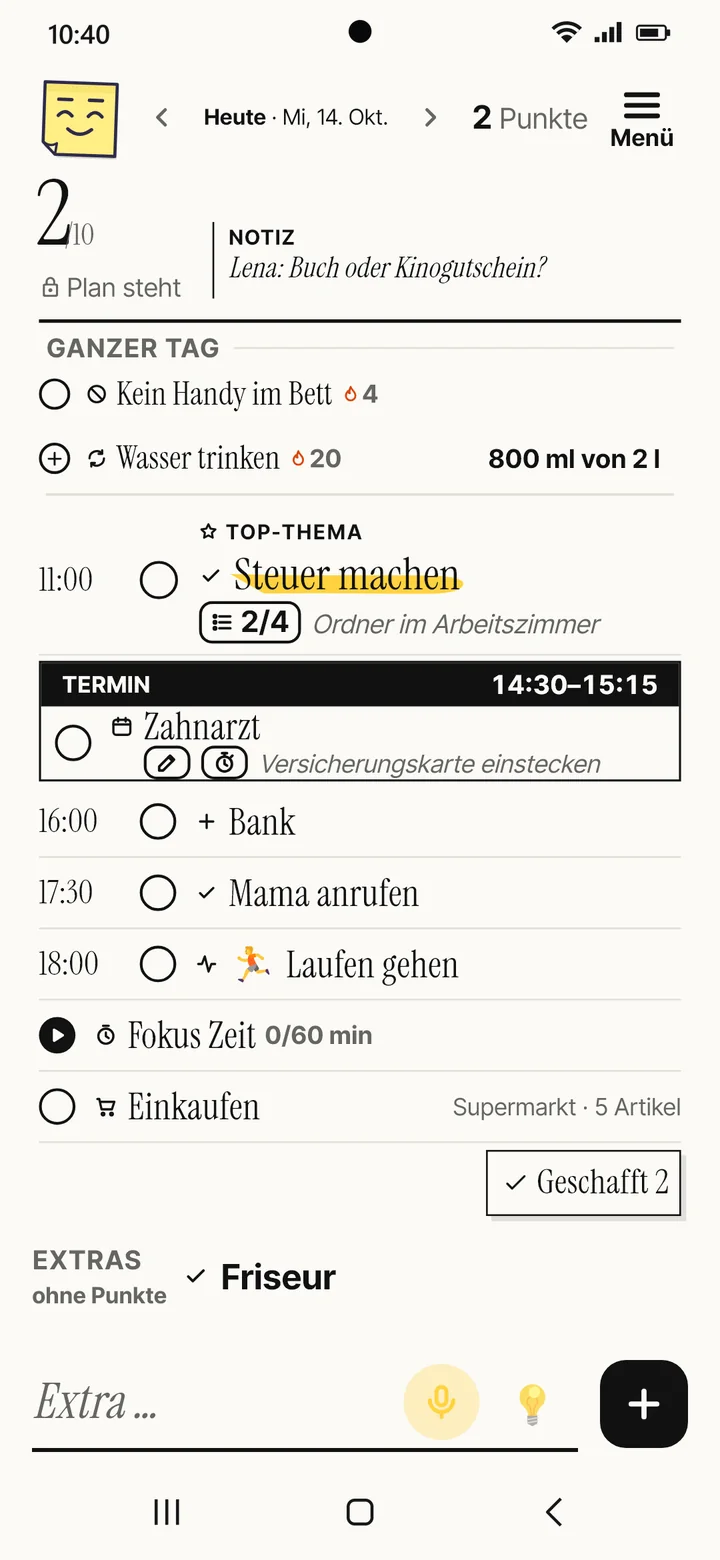 10:40
Heute · Mi, 14. Okt.
2 Punkte
Menü
2/10
Plan steht
NOTIZ
Lena: Buch oder Kinogutschein?
GANZER TAG
Kein Handy im Bett 4
Wasser trinken 20 800 ml von 2 l
TOP-THEMA
11:00 Steuer machen
2/4 Ordner im Arbeitszimmer
TERMIN 14:30–15:15
Zahnarzt
Versicherungskarte einstecken
16:00 + Bank
17:30 Mama anrufen
18:00 Laufen gehen
Fokus Zeit 0/60 min
Einkaufen Supermarkt · 5 Artikel
Geschafft 2
EXTRAS
ohne Punkte
Friseur
Extra ...